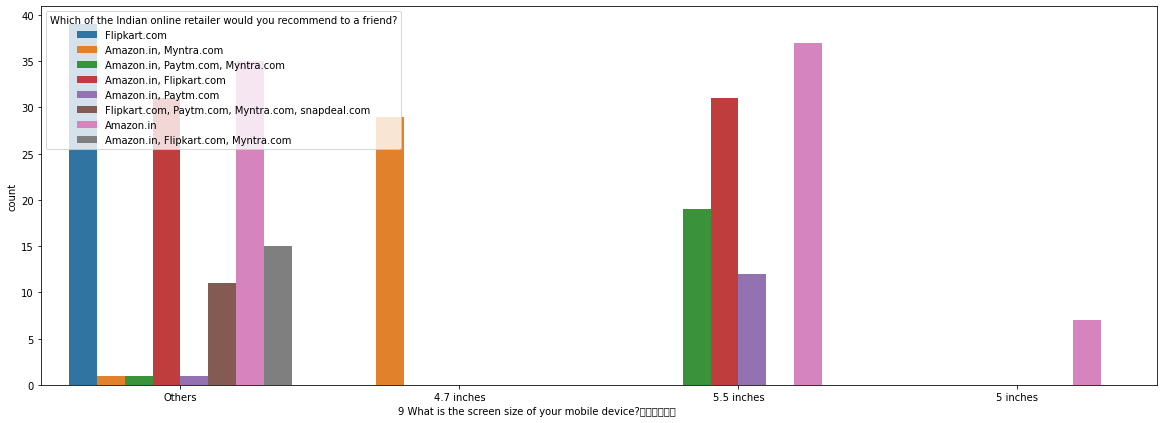 Which of the Indian online retailer would you recommend to a friend?
Flipkart.com
Amazon.in, Myntra.com
Amazon.in, Paytm.com, Myntra.com
Amazon.in, Flipkart.com
Amazon.in, Paytm.com
Flipkart.com, Paytm.com, Myntra.com, snapdeal.com
Amazon.in
Amazon.in, Flipkart.com, Myntra.com
40
35
30
25
20
15
10
5
0
count
Others 4.7 inches 5.5 inches 5 inches
9 What is the screen size of your mobile device?